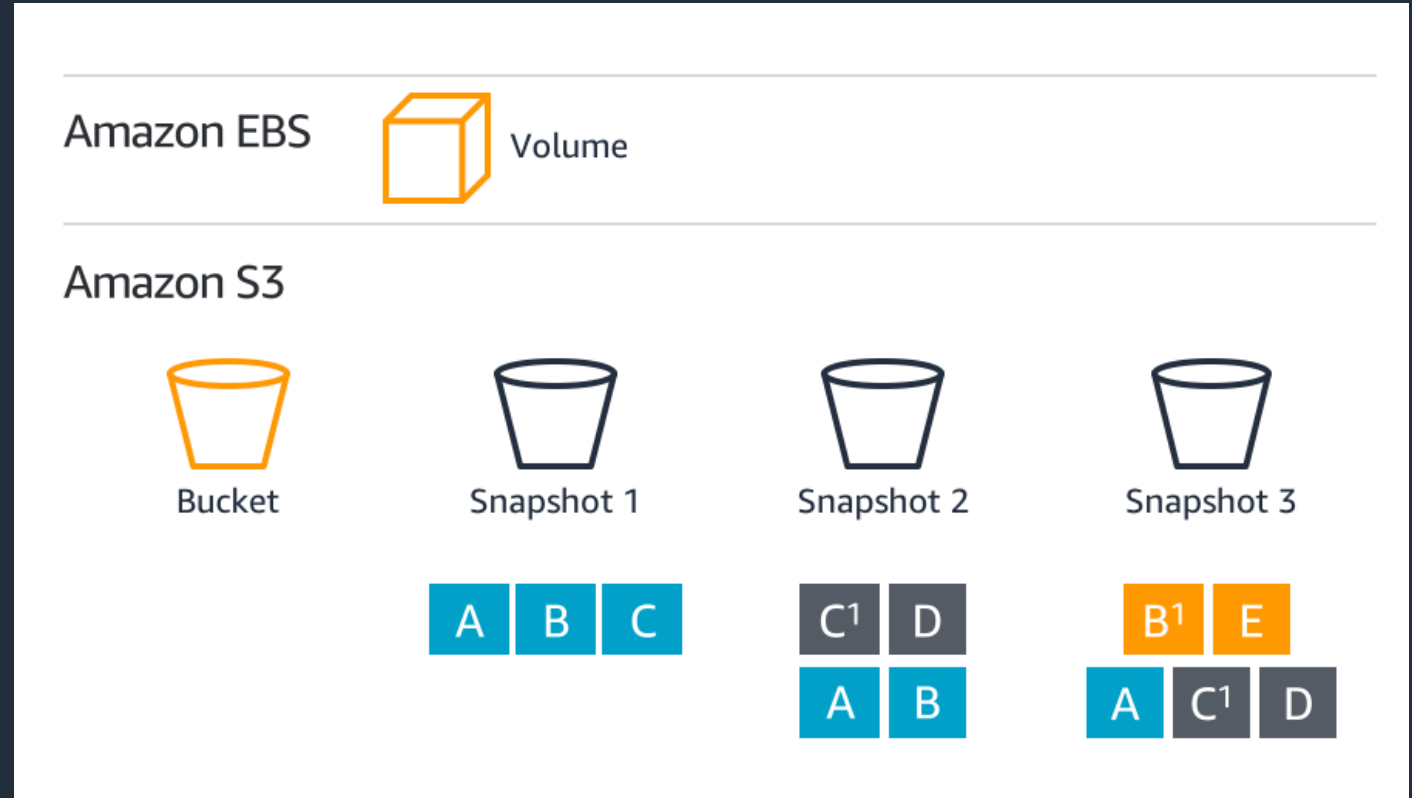 Amazon EBS
Volume
Amazon S3
Bucket Snapshot 1 Snapshot 2 Snapshot 3
A B C C¹ D B¹ E
A B A C¹ D